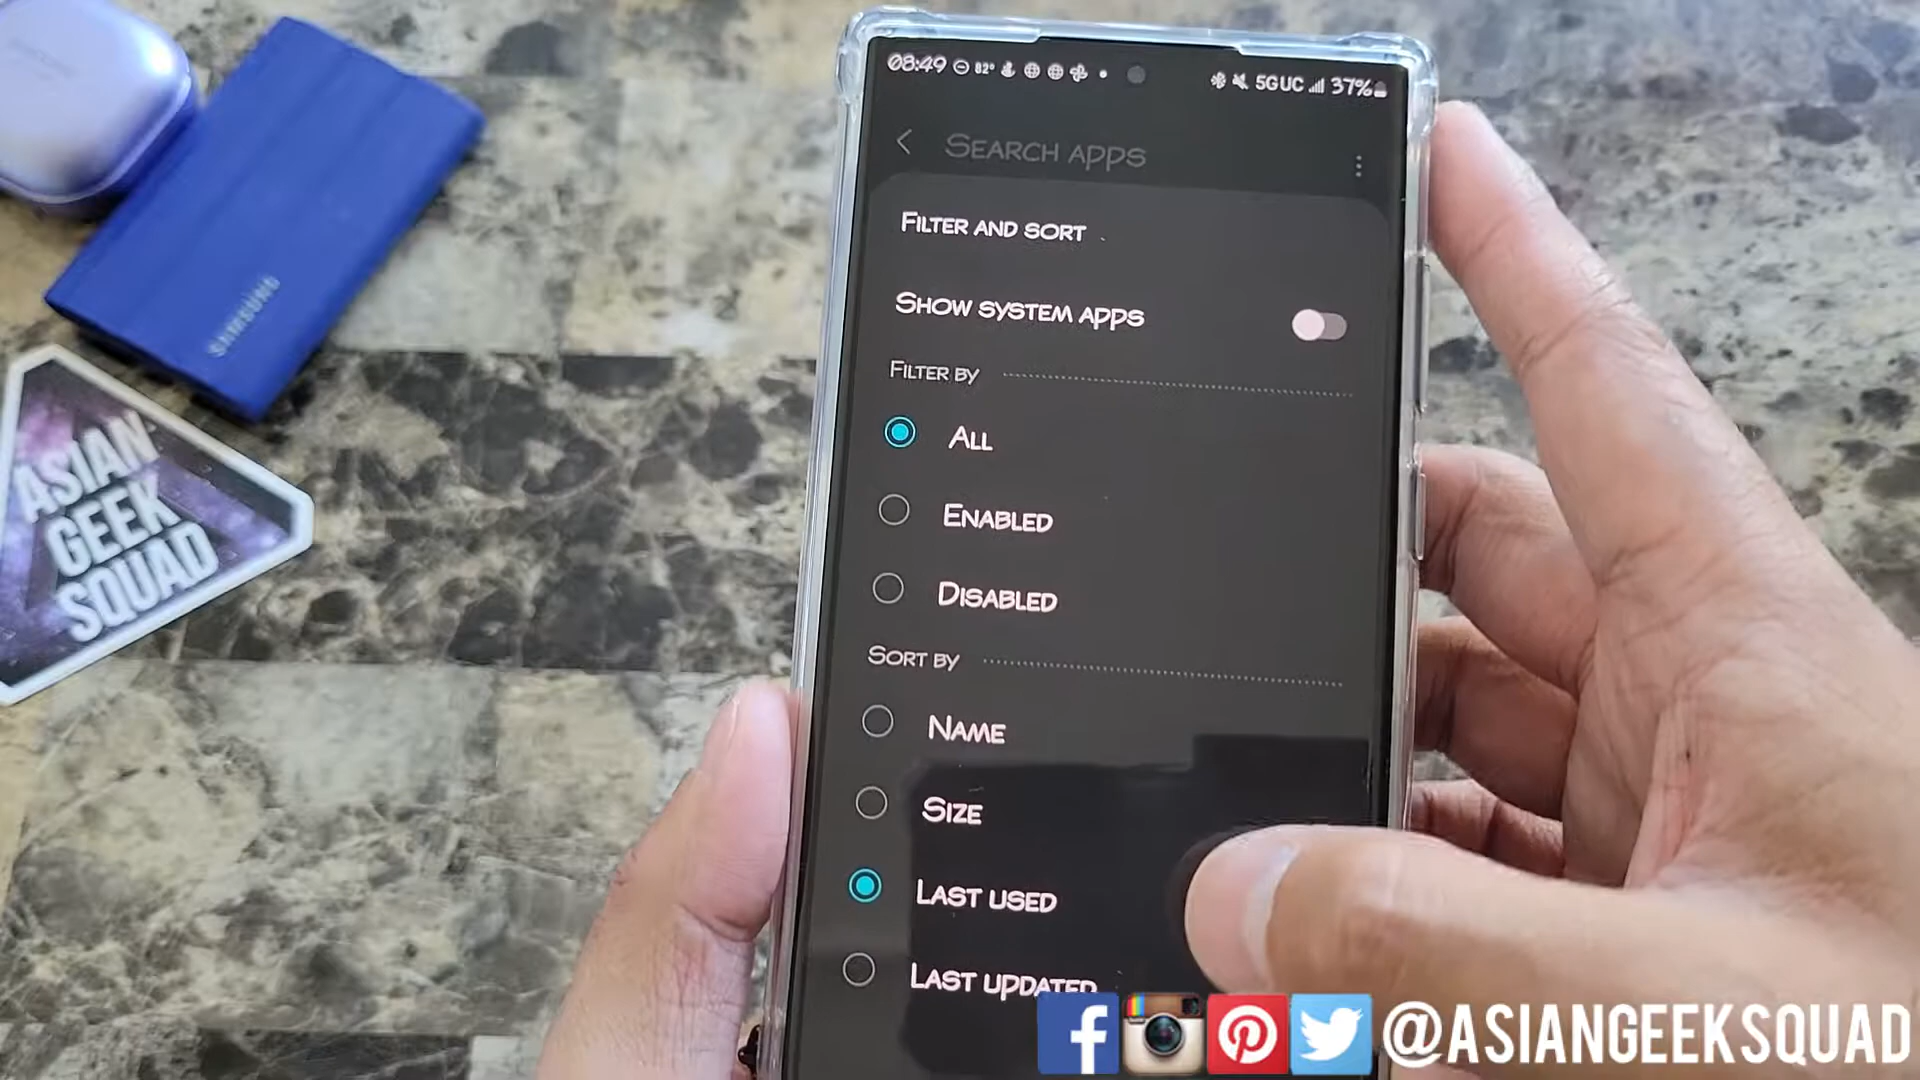 08:49 82° 5GUC 37%
Search apps
Filter and sort
Show system apps
Filter by
All
Enabled
Disabled
Sort by
Name
Size
Last used
Last updated
SAMSUNG
ASIAN
GEEK
SQUAD
@ASIANGEEKSQUAD